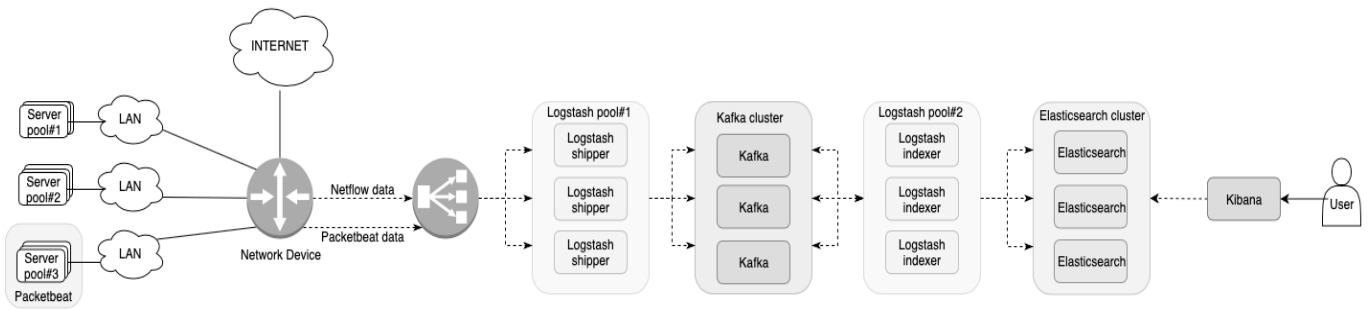 INTERNET
Server
pool#1
LAN
Server
pool#2
LAN
Server
pool#3
LAN
Packetbeat
Network Device
Netflow data
Packetbeat data
Logstash pool#1
Logstash
shipper
Logstash
shipper
Logstash
shipper
Kafka cluster
Kafka
Kafka
Kafka
Logstash pool#2
Logstash
indexer
Logstash
indexer
Logstash
indexer
Elasticsearch cluster
Elasticsearch
Elasticsearch
Elasticsearch
Kibana
User